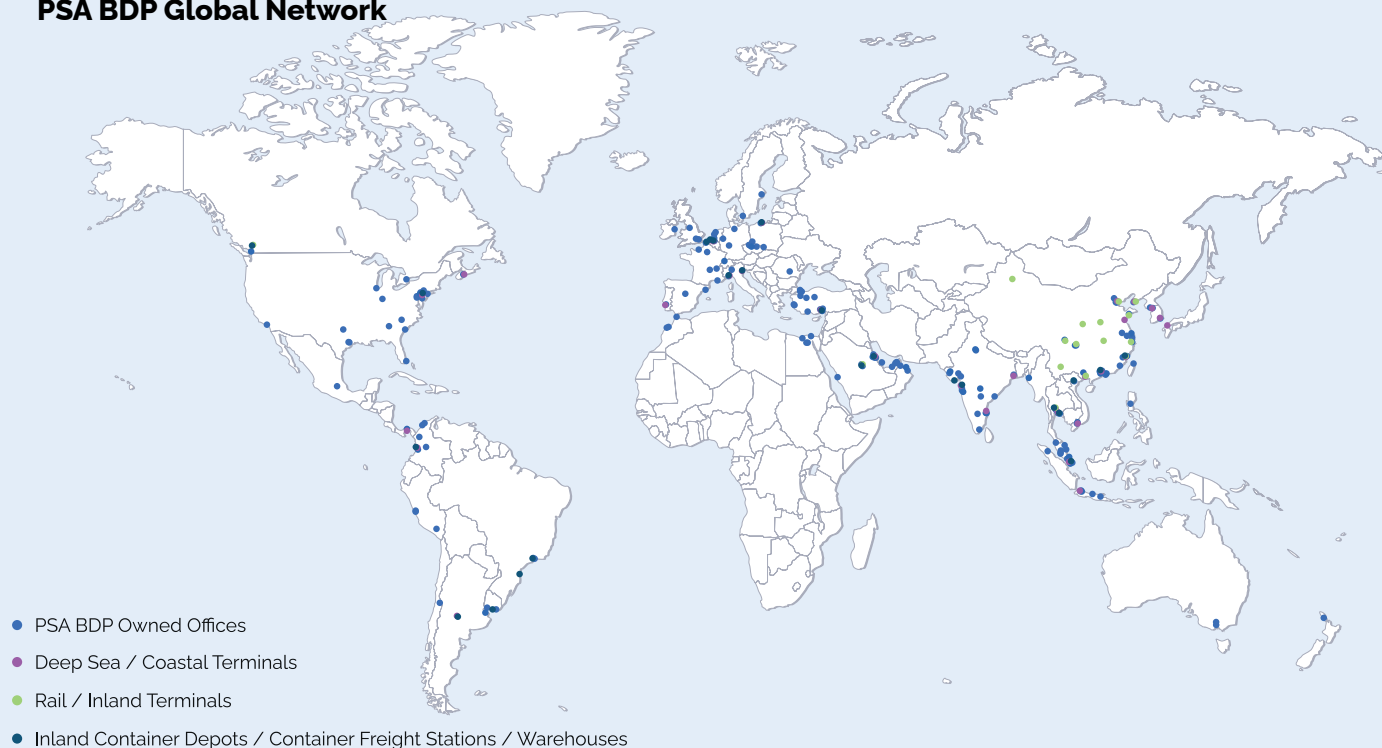 PSA BDP Global Network
PSA BDP Owned Offices
Deep Sea / Coastal Terminals
Rail / Inland Terminals
Inland Container Depots / Container Freight Stations / Warehouses